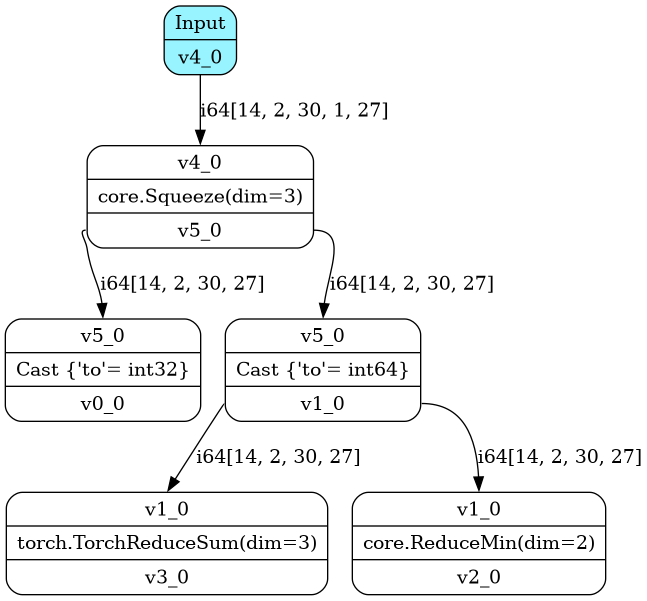 Input
v4_0
i64[14, 2, 30, 1, 27]
v4_0
core.Squeeze(dim=3)
v5_0
i64[14, 2, 30, 27]
i64[14, 2, 30, 27]
v5_0
Cast {'to'= int32}
v0_0
v5_0
Cast {'to'= int64}
v1_0
i64[14, 2, 30, 27]
i64[14, 2, 30, 27]
v1_0
torch.TorchReduceSum(dim=3)
v3_0
v1_0
core.ReduceMin(dim=2)
v2_0